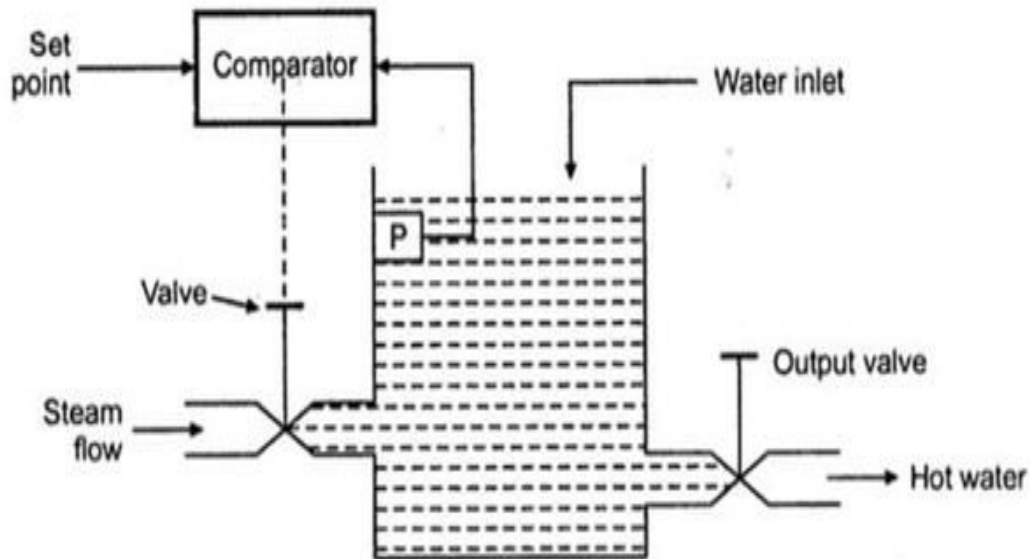 Set
point
Comparator
Water inlet
P
Valve
Output valve
Steam
flow
Hot water